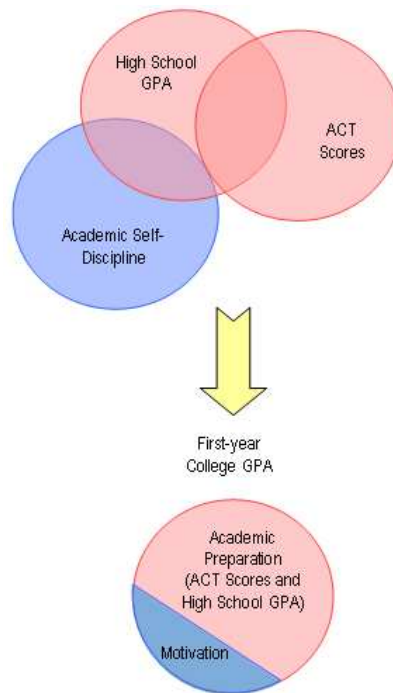 High School
GPA
ACT
Scores
Academic Self-
Discipline
First-year
College GPA
Academic
Preparation
(ACT Scores and
High School GPA)
Motivation